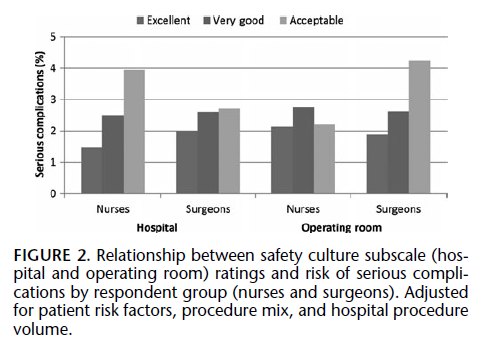 Excellent Very good Acceptable
5
4
3
2
1
0
Serious complications (%)
Nurses Surgeons Nurses Surgeons
Hospital Operating room
FIGURE 2. Relationship between safety culture subscale (hos-
pital and operating room) ratings and risk of serious compli-
cations by respondent group (nurses and surgeons). Adjusted
for patient risk factors, procedure mix, and hospital procedure
volume.